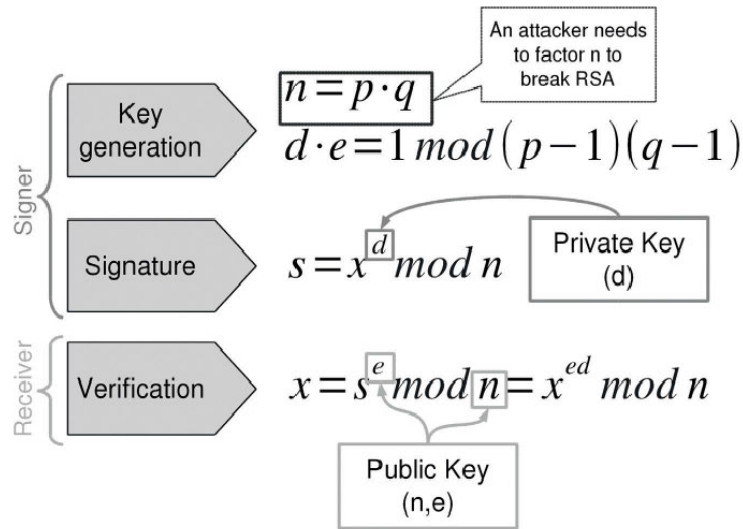 An attacker needs
to factor n to
break RSA
Signer
Key
generation
n = p · q
d · e = 1 mod (p − 1)(q − 1)
Signature
s = x^d mod n
Private Key
(d)
Receiver
Verification
x = s^e mod n = x^{ed} mod n
Public Key
(n,e)